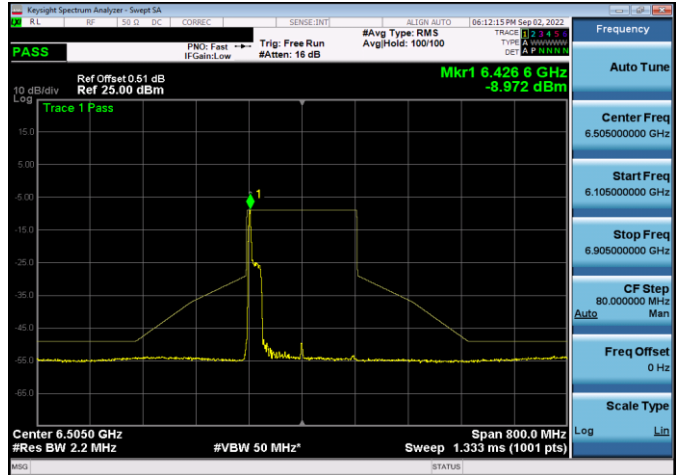 Keysight Spectrum Analyzer - Swept SA
RL RF 50 Ω DC CORREC SENSE:INT ALIGN AUTO 06:12:15 PM Sep 02, 2022
PASS
PNO: Fast
IFGain:Low
Trig: Free Run
#Atten: 16 dB
#Avg Type: RMS
Avg|Hold: 100/100
TRACE 1 2 3 4 5 6
TYPE A WWWWW
DET A P N N N N
Frequency
Ref Offset 0.51 dB
10 dB/div Ref 25.00 dBm
Log
Mkr1 6.426 6 GHz
-8.972 dBm
Trace 1 Pass
15.0
5.00
-5.00
-15.0
-25.0
-35.0
-45.0
-55.0
-65.0
1
Center 6.5050 GHz
#Res BW 2.2 MHz
#VBW 50 MHz*
Span 800.0 MHz
Sweep 1.333 ms (1001 pts)
MSG STATUS
Auto Tune
Center Freq
6.505000000 GHz
Start Freq
6.105000000 GHz
Stop Freq
6.905000000 GHz
CF Step
80.000000 MHz
Auto Man
Freq Offset
0 Hz
Scale Type
Log Lin